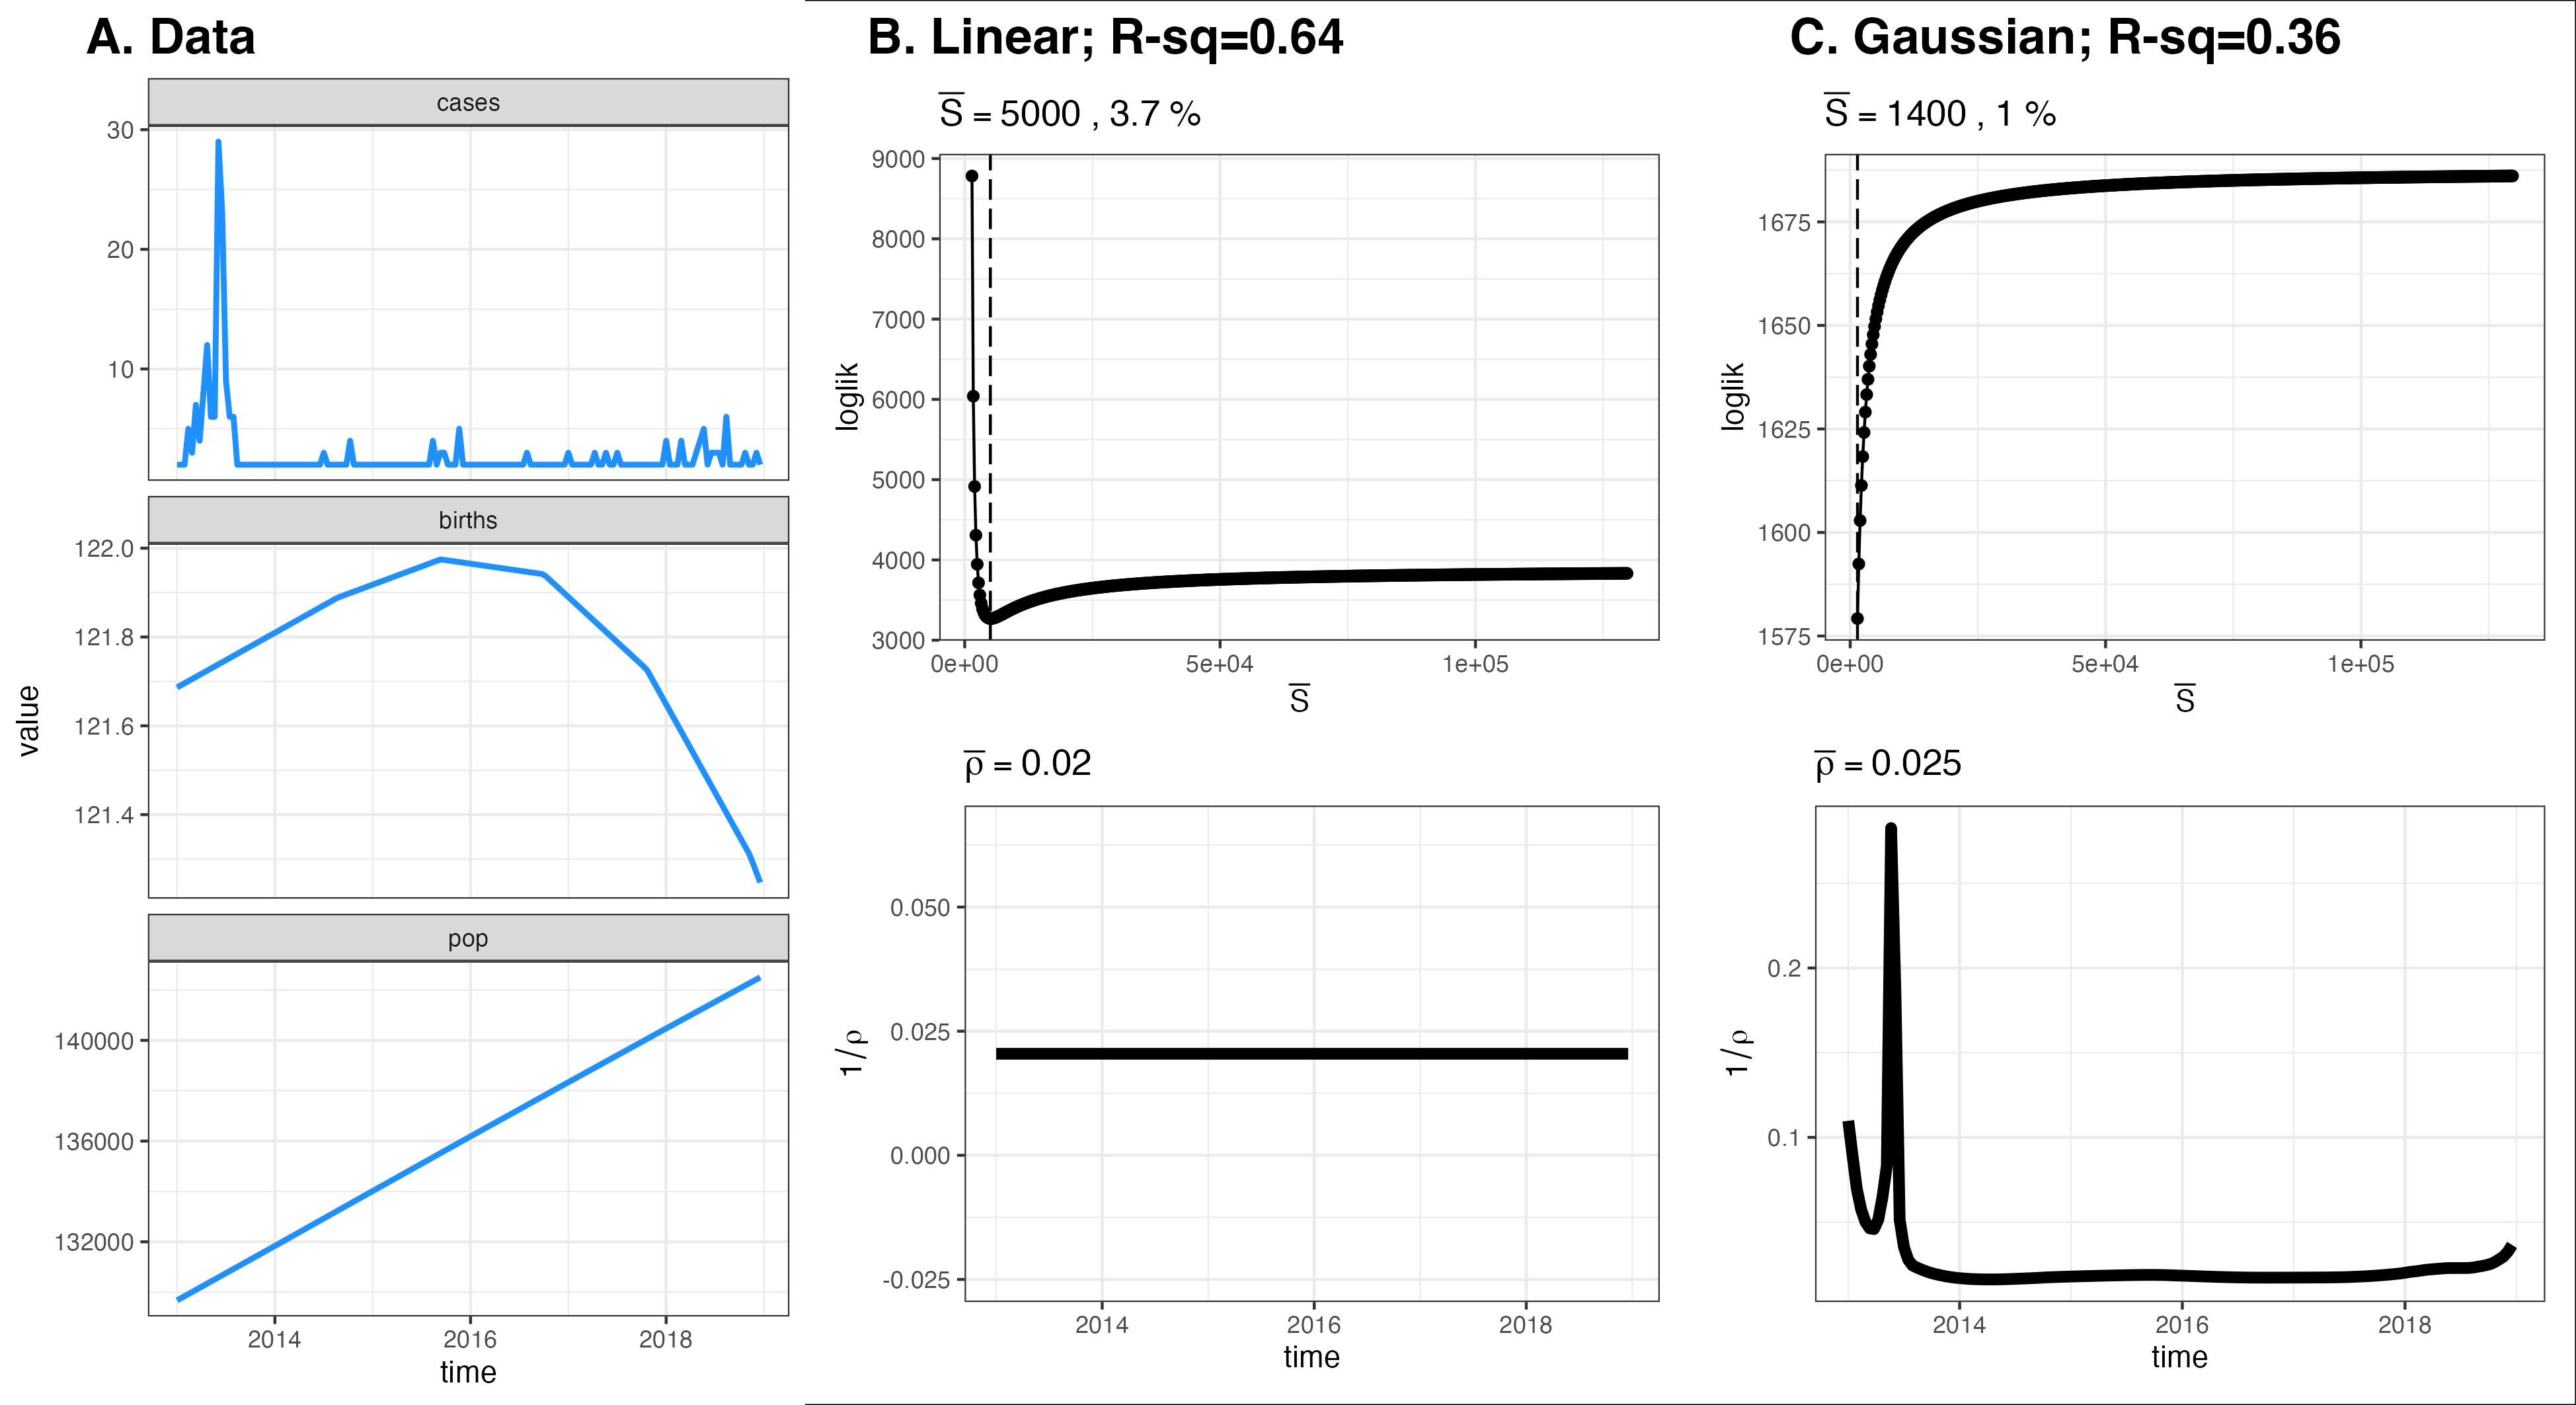 A. Data
cases
30
20
10
births
122.0
121.8
121.6
121.4
pop
140000
136000
132000
value
2014 2016 2018
time
B. Linear; R-sq=0.64
S̅ = 5000 , 3.7 %
9000
8000
7000
6000
5000
4000
3000
loglik
0e+00 5e+04 1e+05
S̅
ρ̅ = 0.02
0.050
0.025
0.000
-0.025
1/ρ
2014 2016 2018
time
C. Gaussian; R-sq=0.36
S̅ = 1400 , 1 %
1675
1650
1625
1600
1575
loglik
0e+00 5e+04 1e+05
S̅
ρ̅ = 0.025
0.2
0.1
1/ρ
2014 2016 2018
time